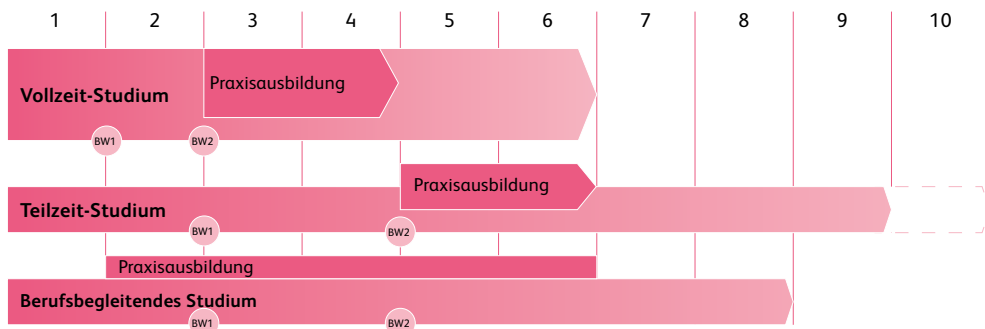 1 2 3 4 5 6 7 8 9 10
Praxisausbildung
Vollzeit-Studium
BW1 BW2
Praxisausbildung
Teilzeit-Studium
BW1 BW2
Praxisausbildung
Berufsbegleitendes Studium
BW1 BW2